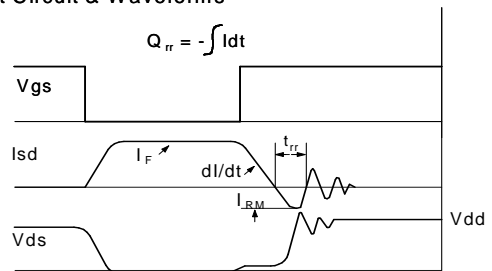 t Circuit & Waveforms
Q rr = - ∫ Idt
Vgs
Isd
I F
dI/dt
t rr
I RM
Vds
Vdd